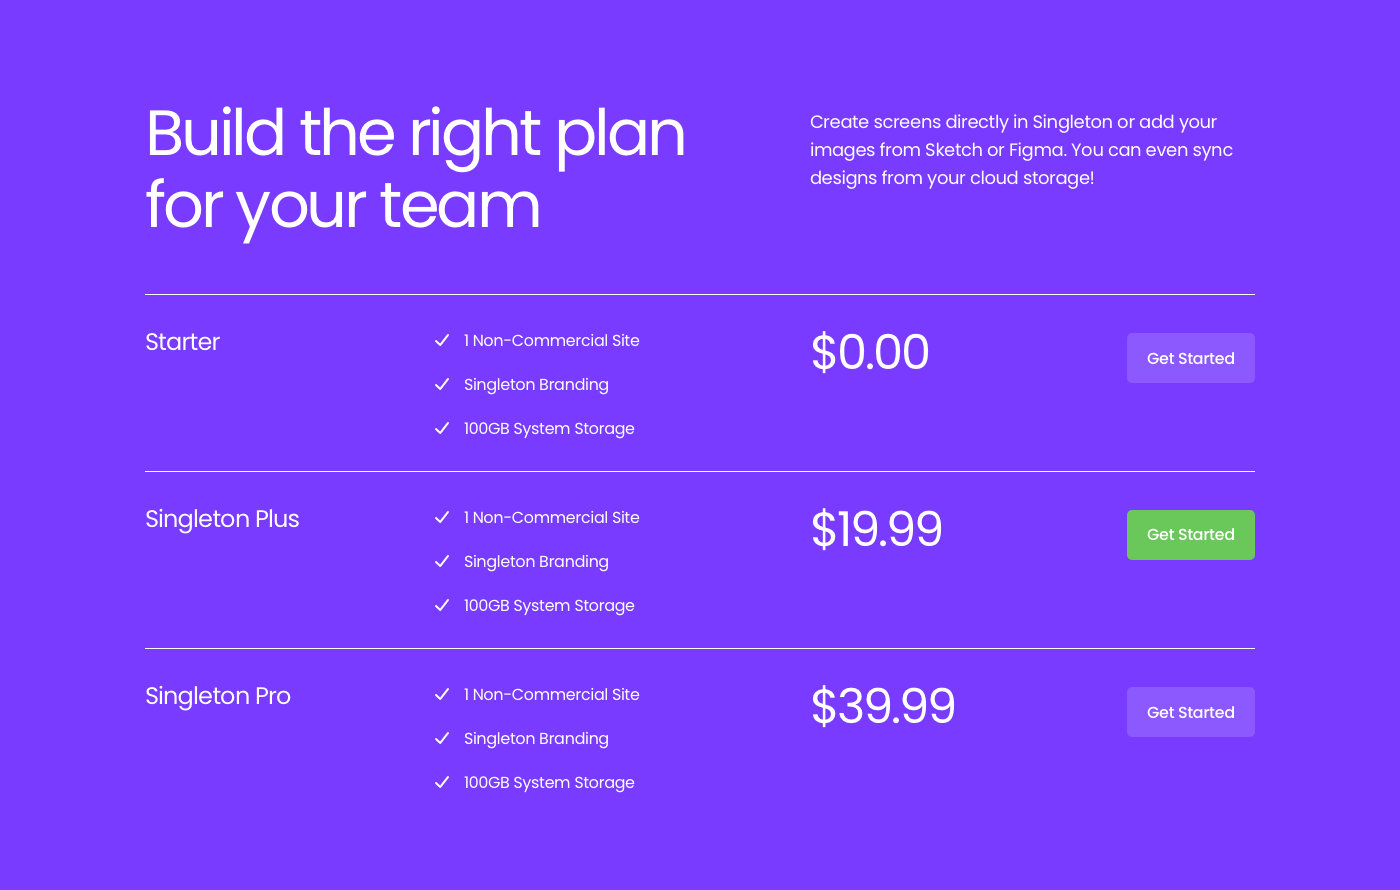 Build the right plan
for your team
Create screens directly in Singleton or add your
images from Sketch or Figma. You can even sync
designs from your cloud storage!
Starter
1 Non-Commercial Site
Singleton Branding
100GB System Storage
$0.00
Get Started
Singleton Plus
1 Non-Commercial Site
Singleton Branding
100GB System Storage
$19.99
Get Started
Singleton Pro
1 Non-Commercial Site
Singleton Branding
100GB System Storage
$39.99
Get Started